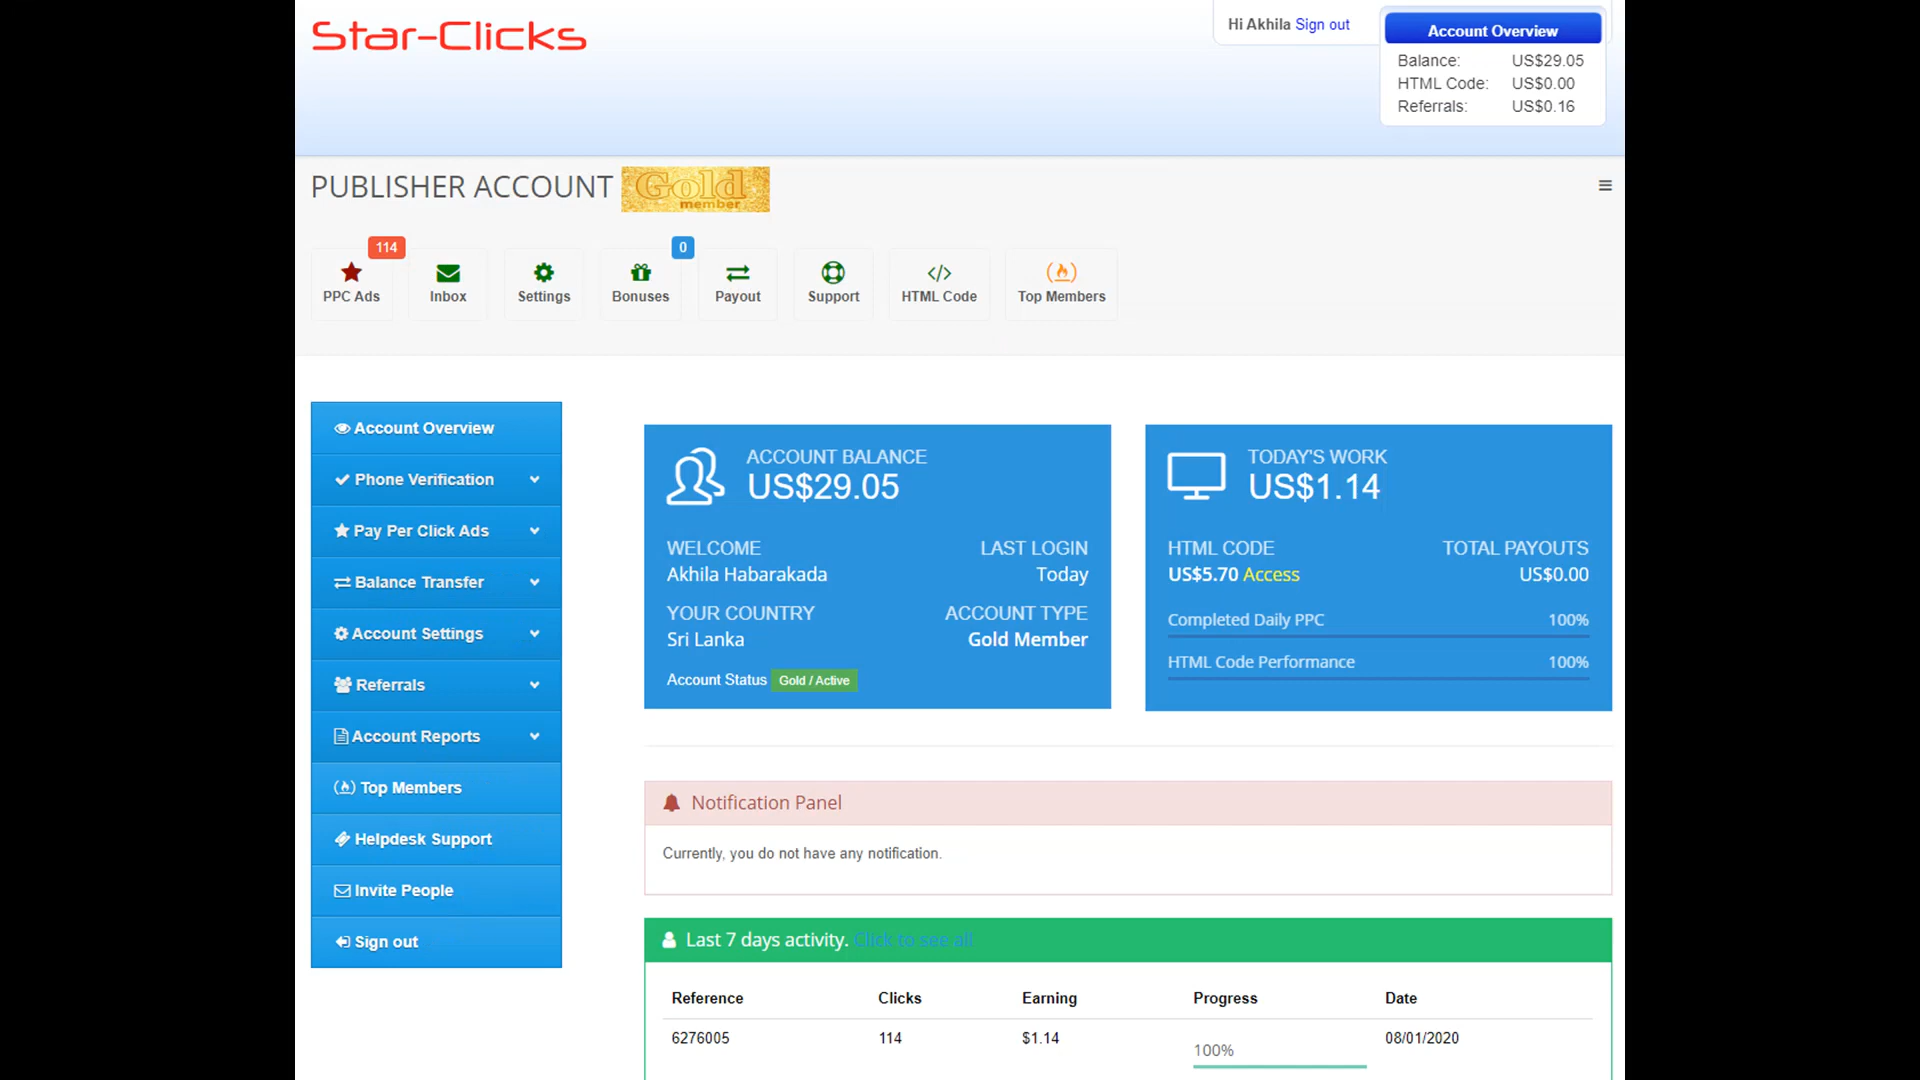 Star-Clicks
Hi Akhila Sign out
Account Overview
Balance: US$29.05
HTML Code: US$0.00
Referrals: US$0.16
PUBLISHER ACCOUNT Gold member
114
0
PPC Ads Inbox Settings Bonuses Payout Support HTML Code Top Members
Account Overview
Phone Verification
Pay Per Click Ads
Balance Transfer
Account Settings
Referrals
Account Reports
Top Members
Helpdesk Support
Invite People
Sign out
ACCOUNT BALANCE
US$29.05
WELCOME LAST LOGIN
Akhila Habarakada Today
YOUR COUNTRY ACCOUNT TYPE
Sri Lanka Gold Member
Account Status Gold / Active
TODAY'S WORK
US$1.14
HTML CODE TOTAL PAYOUTS
US$5.70 Access US$0.00
Completed Daily PPC 100%
HTML Code Performance 100%
Notification Panel
Currently, you do not have any notification.
Last 7 days activity. Click to see all
Reference Clicks Earning Progress Date
6276005 114 $1.14 100% 08/01/2020